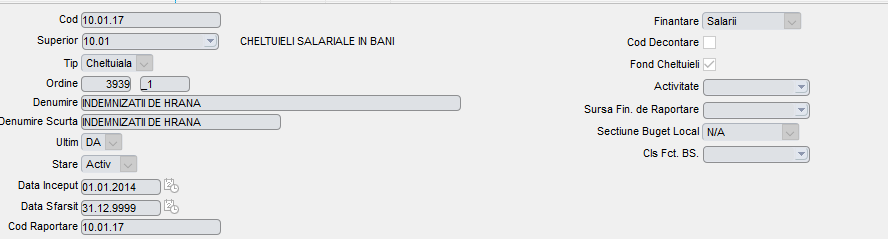 Cod 10.01.17
Superior 10.01 CHELTUIELI SALARIALE IN BANI
Tip Cheltuiala
Ordine 3939 _1
Denumire INDEMNIZATII DE HRANA
Denumire Scurta INDEMNIZATII DE HRANA
Ultim DA
Stare Activ
Data Inceput 01.01.2014
Data Sfarsit 31.12.9999
Cod Raportare 10.01.17
Finantare Salarii
Cod Decontare
Fond Cheltuieli
Activitate
Sursa Fin. de Raportare
Sectiune Buget Local N/A
Cls Fct. BS.